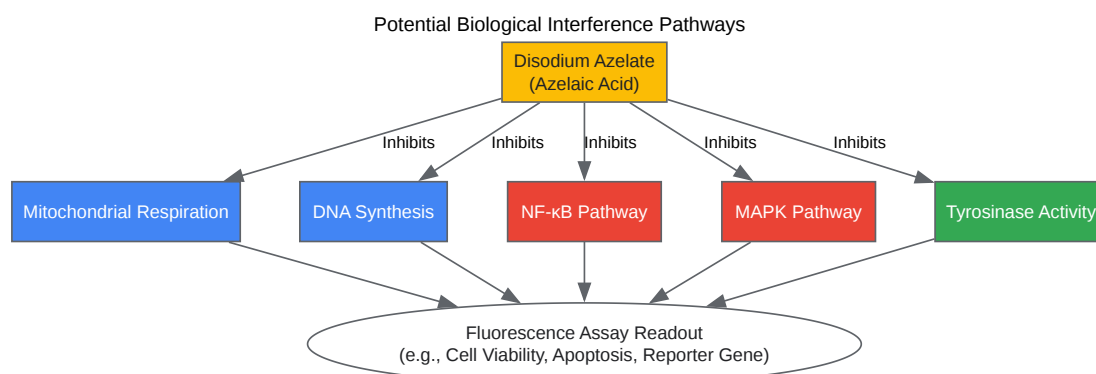 Potential Biological Interference Pathways
Disodium Azelate
(Azelaic Acid)
Inhibits
Inhibits
Inhibits
Inhibits
Inhibits
Mitochondrial Respiration
DNA Synthesis
NF-κB Pathway
MAPK Pathway
Tyrosinase Activity
Fluorescence Assay Readout
(e.g., Cell Viability, Apoptosis, Reporter Gene)